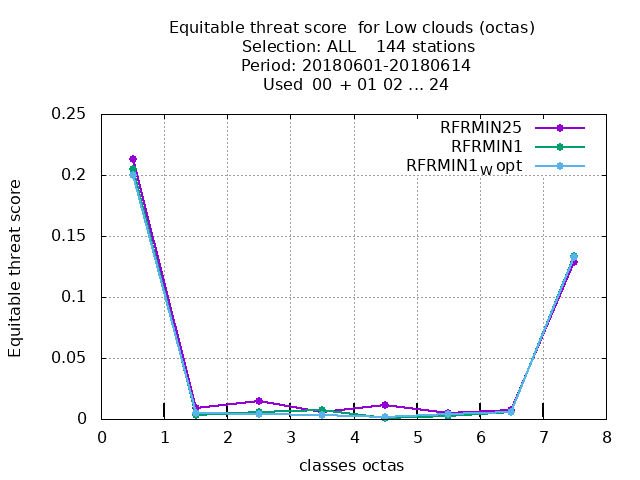 Equitable threat score for Low clouds (octas)
Selection: ALL 144 stations
Period: 20180601-20180614
Used 00 + 01 02 ... 24
0.25
0.2
0.15
0.1
0.05
0
Equitable threat score
RFRMIN25
RFRMIN1
RFRMIN1W opt
0 1 2 3 4 5 6 7 8
classes octas